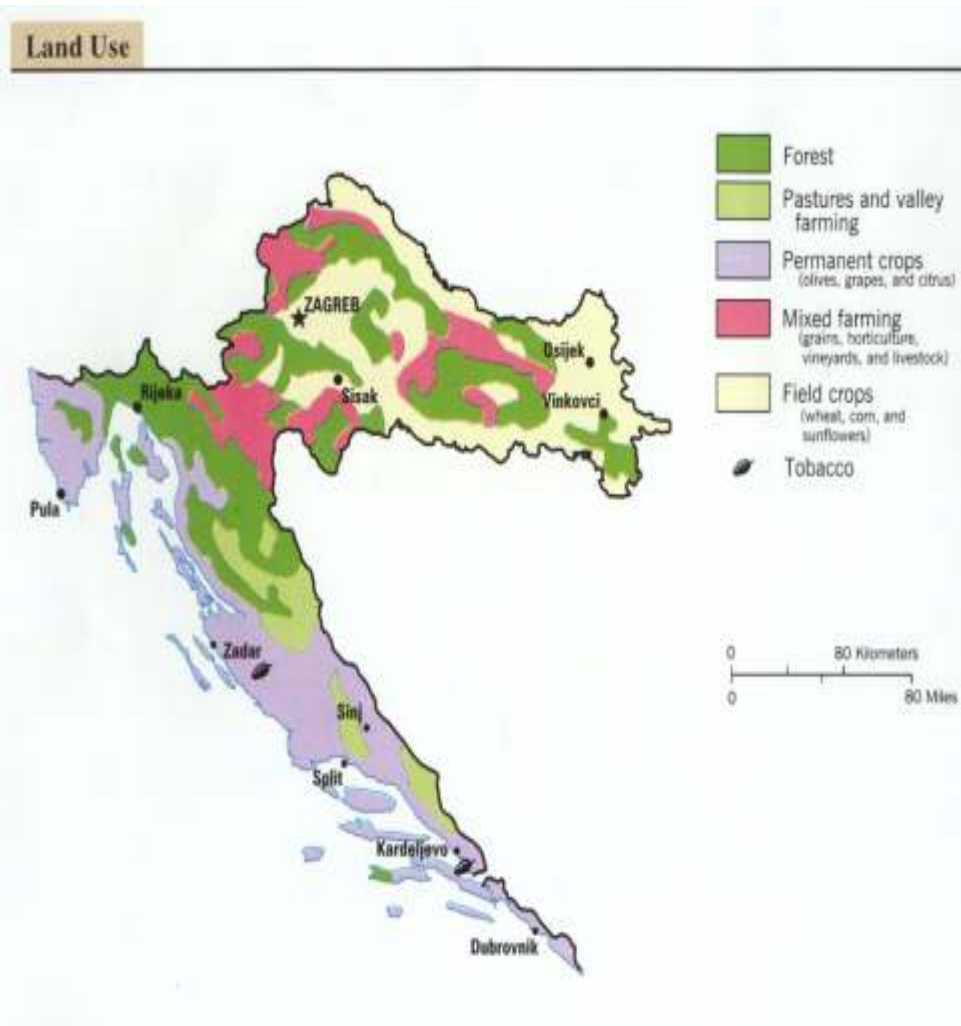 Land Use
Forest
Pastures and valley
farming
Permanent crops
(olives, grapes, and citrus)
Mixed farming
(grains, horticulture,
vineyards, and livestock)
Field crops
(wheat, corn, and
sunflowers)
Tobacco
ZAGREB
Osijek
Rijeka
Sisak
Vinkovci
Pula
Zadar
Sinj
Split
Kardeljevo
Dubrovnik
0 80 Kilometers
0 80 Miles